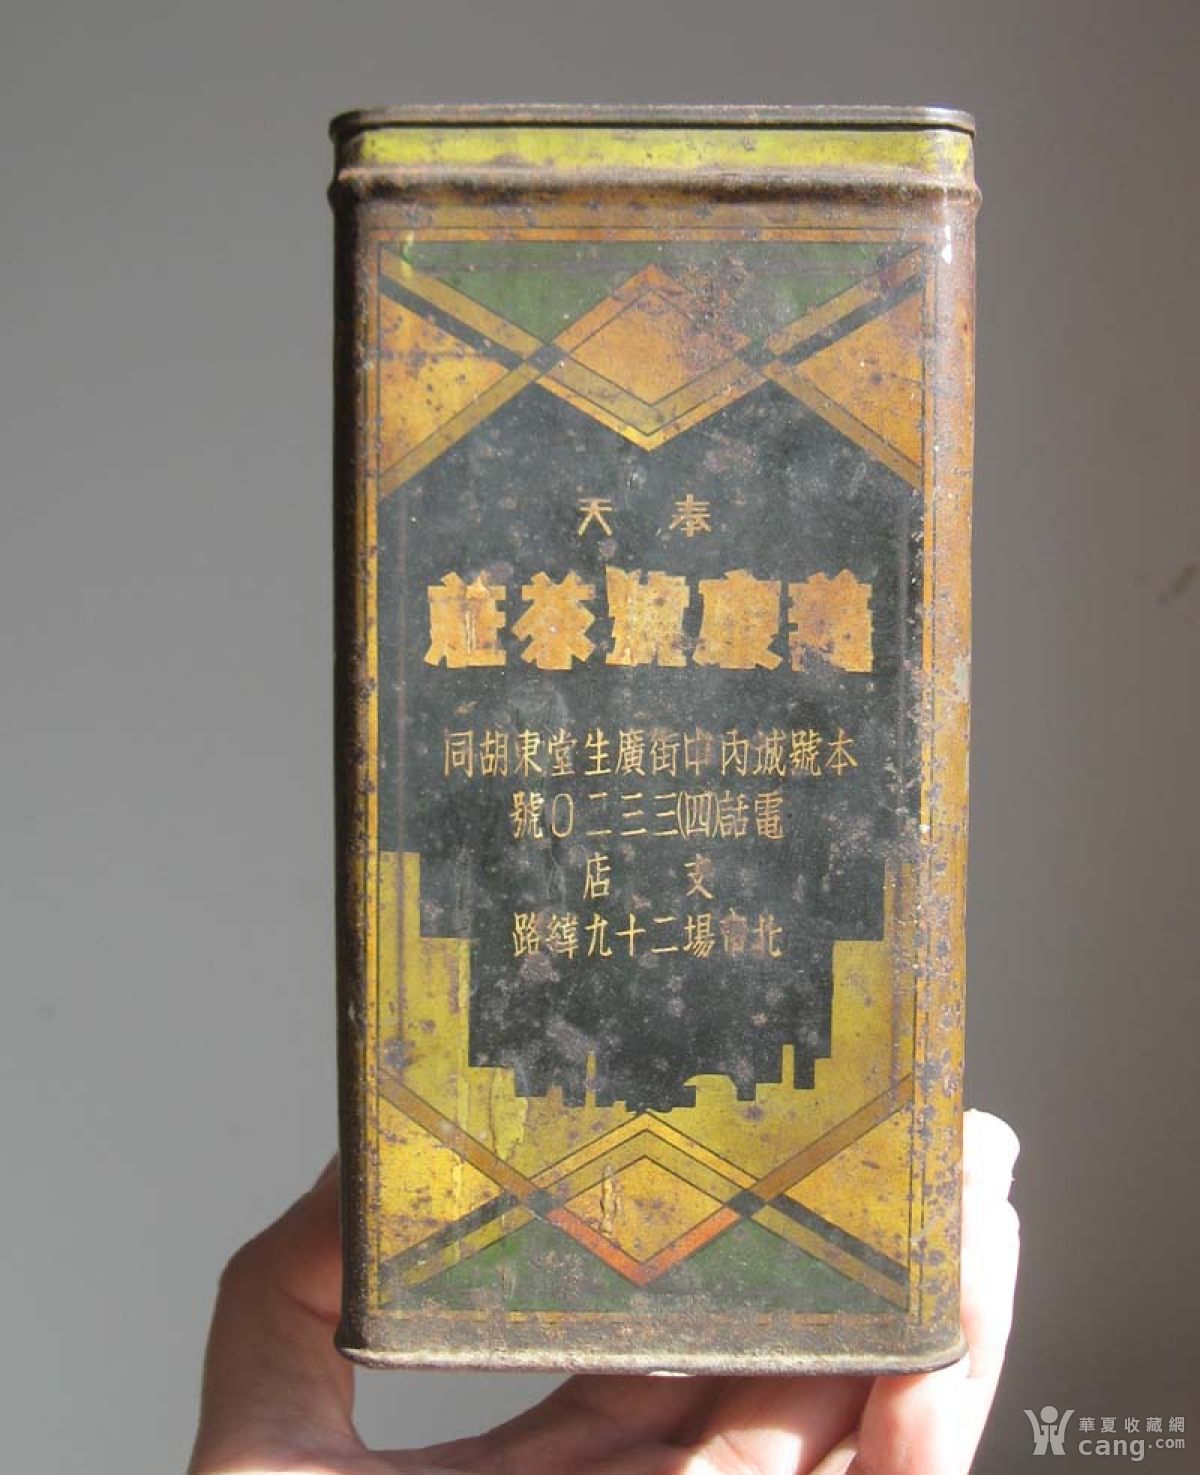 奉天
康號茶莊
本號城內中街廣生堂東胡同
電話(四)三三二〇號
支店
北市場二十九緯路
華夏收藏網
cang.com